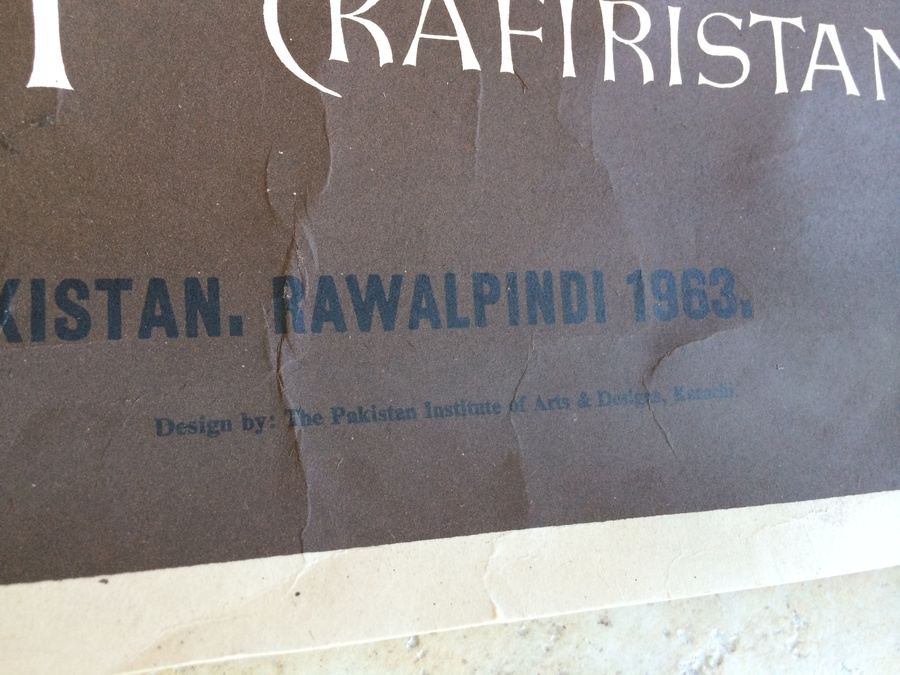 (KAFIRISTAN
KISTAN. RAWALPINDI 1963.
Design by: The Pakistan Institute of Arts & Designs, Karachi